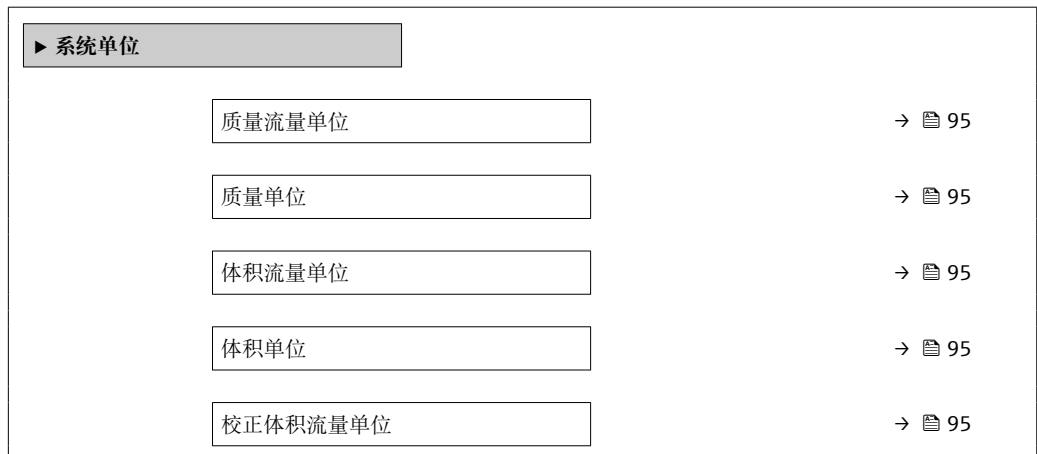 ▶ 系统单位
质量流量单位 → 95
质量单位 → 95
体积流量单位 → 95
体积单位 → 95
校正体积流量单位 → 95